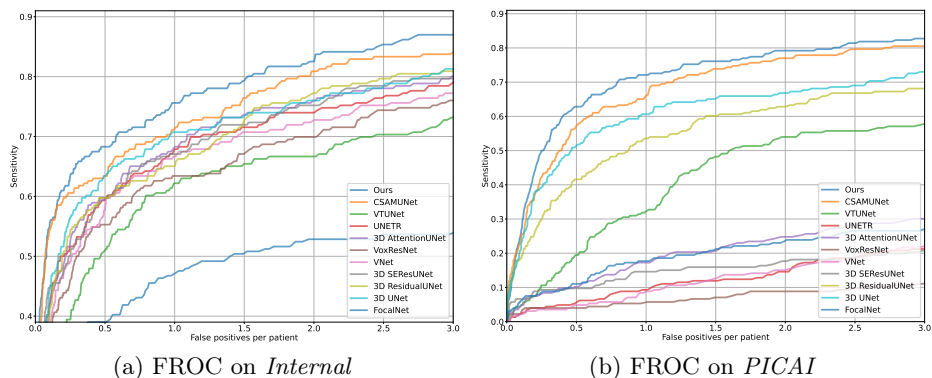 0.9
0.8
0.7
0.6
0.5
0.4
Sensitivity
0.0
0.5
1.0
1.5
2.0
2.5
3.0
False positives per patient
Ours
CSAMUNet
VTUNet
UNETR
3D AttentionUNet
VoxResNet
VNet
3D SEResUNet
3D ResidualUNet
3D UNet
FocalNet
(a) FROC on Internal
0.9
0.8
0.7
0.6
0.5
0.4
0.3
0.2
0.1
0.0
Sensitivity
0.0
0.5
1.0
1.5
2.0
2.5
3.0
False positives per patient
Ours
CSAMUNet
VTUNet
UNETR
3D AttentionUNet
VoxResNet
VNet
3D SEResUNet
3D ResidualUNet
3D UNet
FocalNet
(b) FROC on PICAI